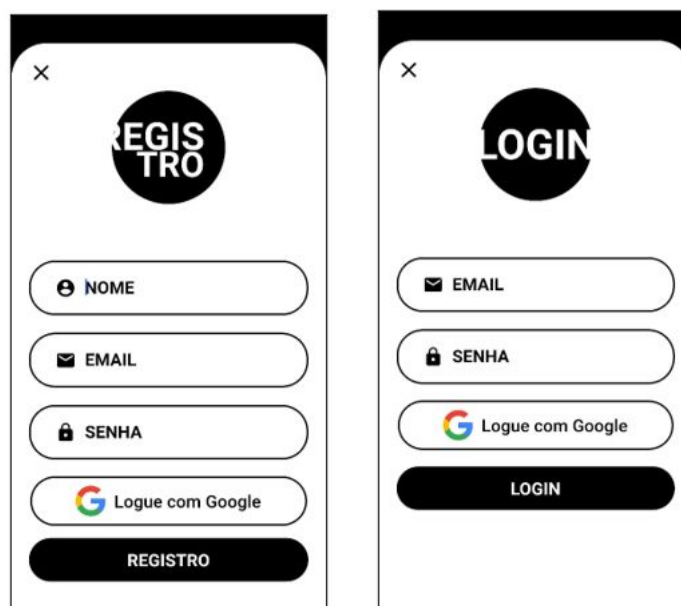 REGIS
TRO
NOME
EMAIL
SENHA
Logue com Google
REGISTRO
LOGIN
EMAIL
SENHA
Logue com Google
LOGIN